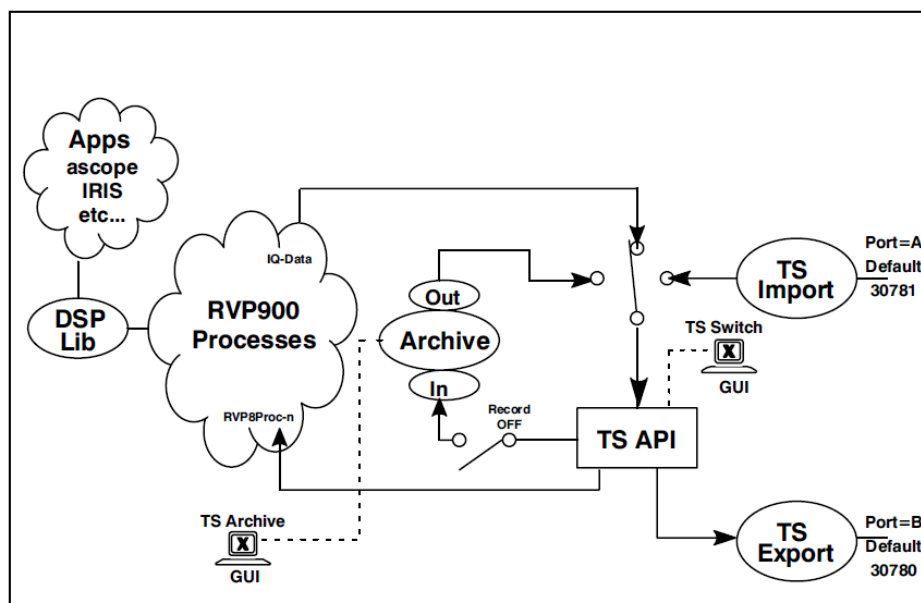 Apps
ascope
IRIS
etc...
DSP
Lib
IQ-Data
RVP900
Processes
RVP8Proc-n
Out
Archive
In
Record
OFF
TS Archive
X
GUI
TS
Import
Port=A
Default
30781
TS Switch
X
GUI
TS API
TS
Export
Port=B
Default
30780